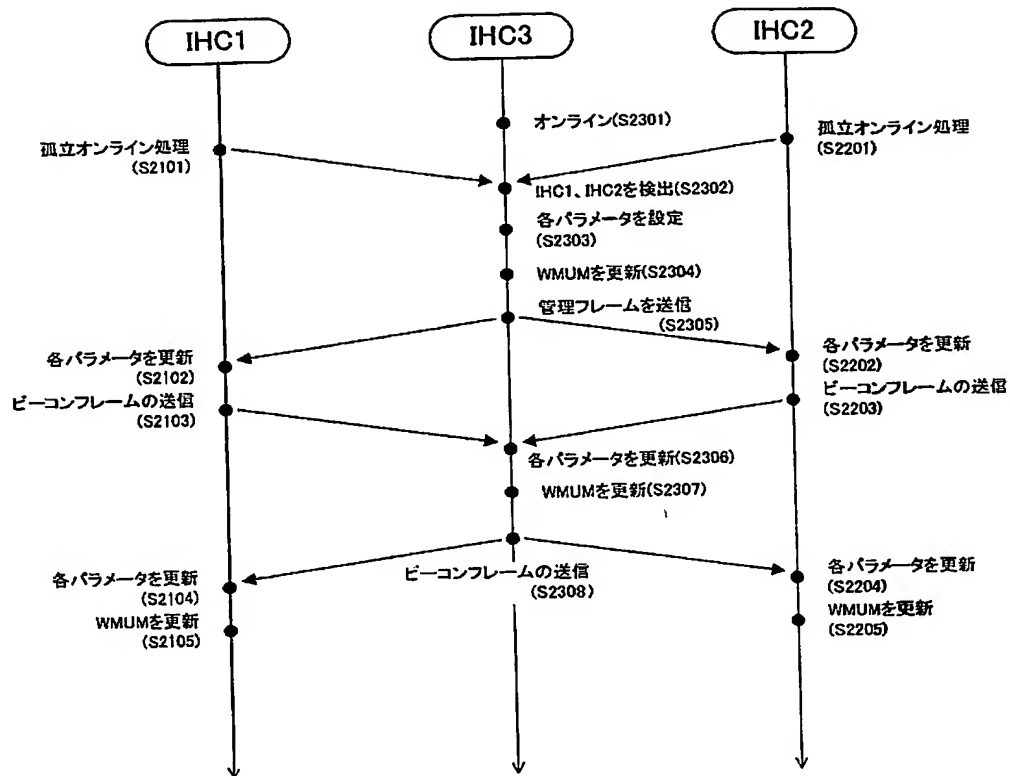 IHC1
IHC3
IHC2
オンライン(S2301)
孤立オンライン処理
(S2101)
孤立オンライン処理
(S2201)
IHC1、IHC2を検出(S2302)
各パラメータを設定
(S2303)
WMUMを更新(S2304)
管理フレームを送信
(S2305)
各パラメータを更新
(S2102)
各パラメータを更新
(S2202)
ビーコンフレームの送信
(S2103)
ビーコンフレームの送信
(S2203)
各パラメータを更新(S2306)
WMUMを更新(S2307)
ビーコンフレームの送信
(S2308)
各パラメータを更新
(S2104)
各パラメータを更新
(S2204)
WMUMを更新
(S2105)
WMUMを更新
(S2205)